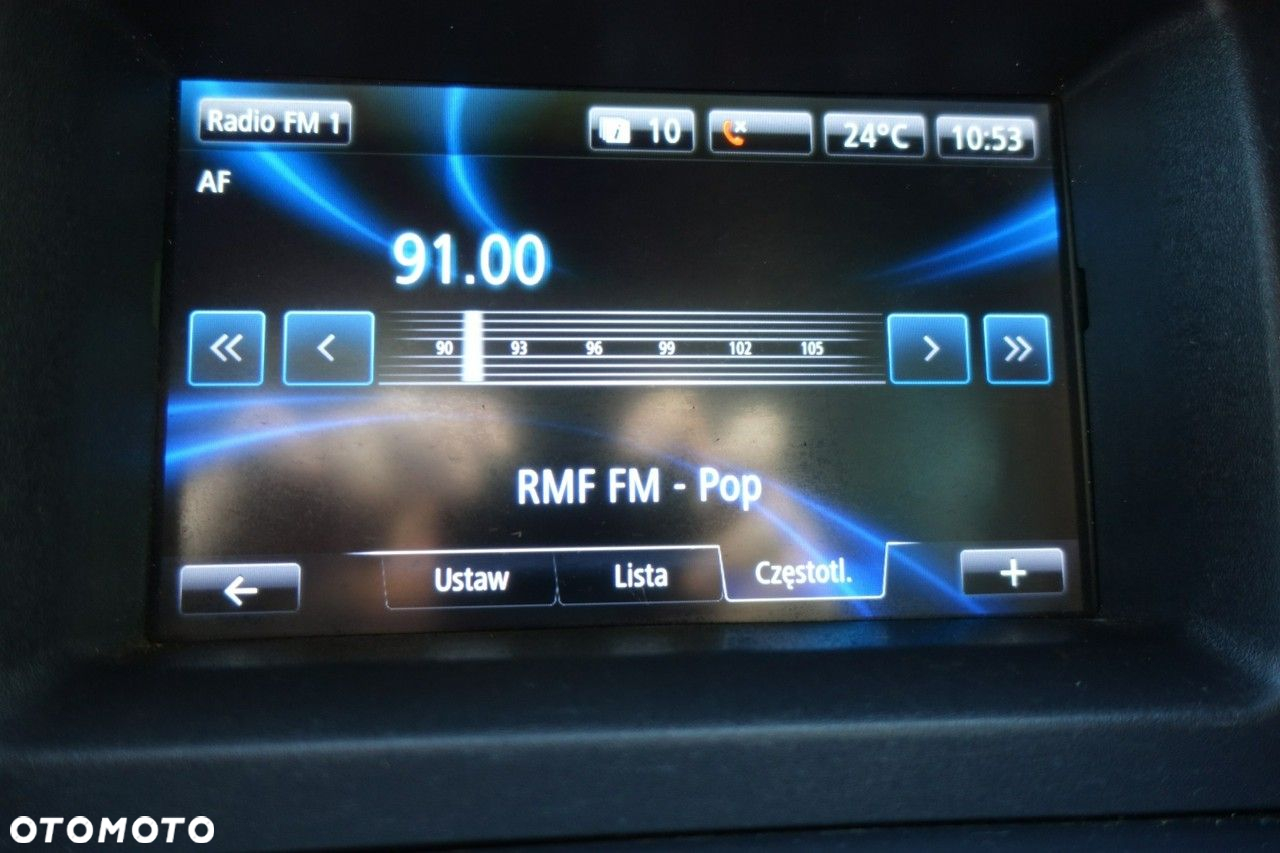 Radio FM 1
10
24°C
10:53
AF
91.00
90 93 96 99 102 105
RMF FM - Pop
Ustaw
Lista
Częstotl.
OTOMOTO